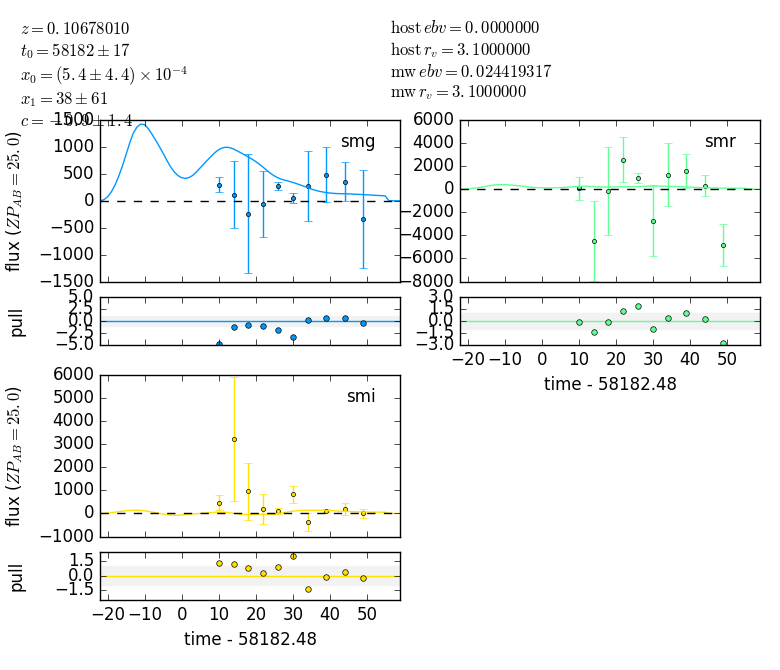 z = 0.10678010
t₀ = 58182 ± 17
x₀ = (5.4 ± 4.4) × 10⁻⁴
x₁ = 38 ± 61
host ebv = 0.0000000
host r_v = 3.1000000
mw ebv = 0.024419317
mw r_v = 3.1000000
smg
flux (ZP_AB = 25.0)
1500
1000
500
0
−500
−1000
−1500
smr
6000
4000
2000
0
−2000
−4000
−6000
−8000
pull
5.0
2.5
0.0
−2.5
−5.0
3.0
1.5
0.0
−1.5
−3.0
−20 −10 0 10 20 30 40 50
time - 58182.48
smi
flux (ZP_AB = 25.0)
6000
5000
4000
3000
2000
1000
0
−1000
pull
1.5
0.0
−1.5
−20 −10 0 10 20 30 40 50
time - 58182.48